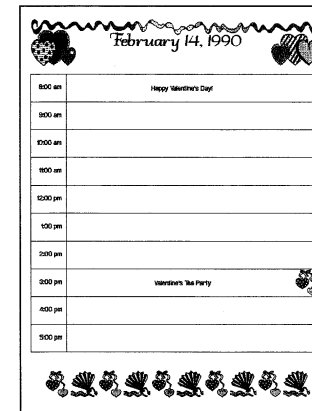 February 14, 1990
8:00 am Happy Valentine's Day!
9:00 am
10:00 am
11:00 am
12:00 pm
1:00 pm
2:00 pm
3:00 pm Valentine's Tea Party
4:00 pm
5:00 pm